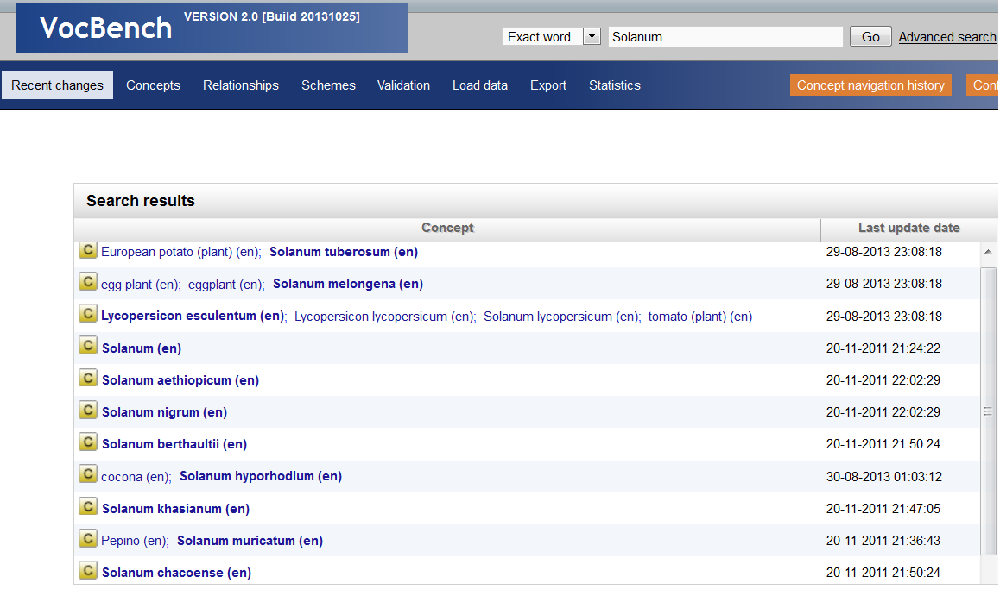 VocBench VERSION 2.0 [Build 20131025]
Exact word Solanum Go Advanced search
Recent changes Concepts Relationships Schemes Validation Load data Export Statistics Concept navigation history
Search results
Concept Last update date
C European potato (plant) (en); Solanum tuberosum (en) 29-08-2013 23:08:18
C egg plant (en); eggplant (en); Solanum melongena (en) 29-08-2013 23:08:18
C Lycopersicon esculentum (en); Lycopersicon lycopersicum (en); Solanum lycopersicum (en); tomato (plant) (en) 29-08-2013 23:08:18
C Solanum (en) 20-11-2011 21:24:22
C Solanum aethiopicum (en) 20-11-2011 22:02:29
C Solanum nigrum (en) 20-11-2011 22:02:29
C Solanum berthaultii (en) 20-11-2011 21:50:24
C cocona (en); Solanum hyporhodium (en) 30-08-2013 01:03:12
C Solanum khasianum (en) 20-11-2011 21:47:05
C Pepino (en); Solanum muricatum (en) 20-11-2011 21:36:43
C Solanum chacoense (en) 20-11-2011 21:50:24